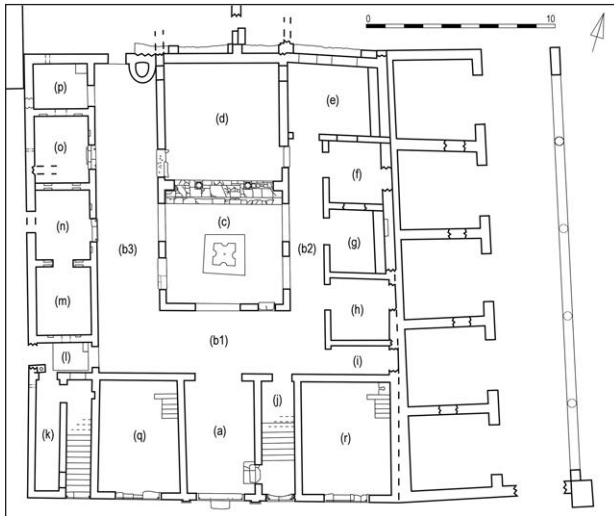 0 10
(p)
(d)
(e)
(o)
(f)
(c)
(n)
(b3)
(b2)
(g)
(m)
(h)
(b1)
(l)
(i)
(j)
(k)
(q)
(a)
(r)